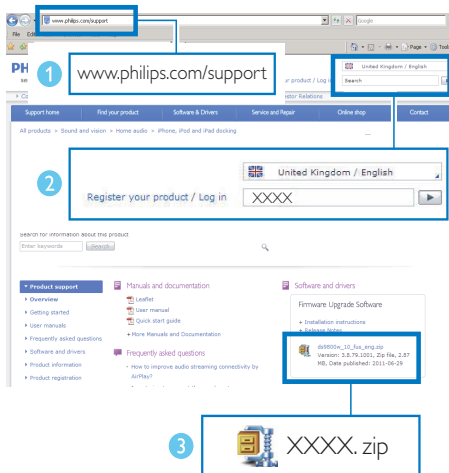 www.philips.com/support
Google
File Edit
Page
1 www.philips.com/support
PH
United Kingdom / English
ur product / Log in
Search
Support home Find your product Software & Drivers Service and Repair Online shop Contact
All products > Sound and vision > Home audio > iPhone, iPod and iPad docking
2 United Kingdom / English
Register your product / Log in XXXX
Search for information about this product
Enter keywords Search
Product support
Overview
Getting started
User manuals
Frequently asked questions
Software and drivers
Product information
Product registration
Manuals and documentation
Leaflet
User manual
Quick start guide
+ More Manuals and Documentation
Frequently asked questions
- How to improve audio streaming connectivity by
AirPlay?
Software and drivers
Firmware Upgrade Software
+ Installation instructions
+ Release Notes
ds9800w_10_fus_eng.zip
Version: 3.8.79.1001, Zip file, 2.87
MB, Date published: 2011-06-29
3 XXXX. zip